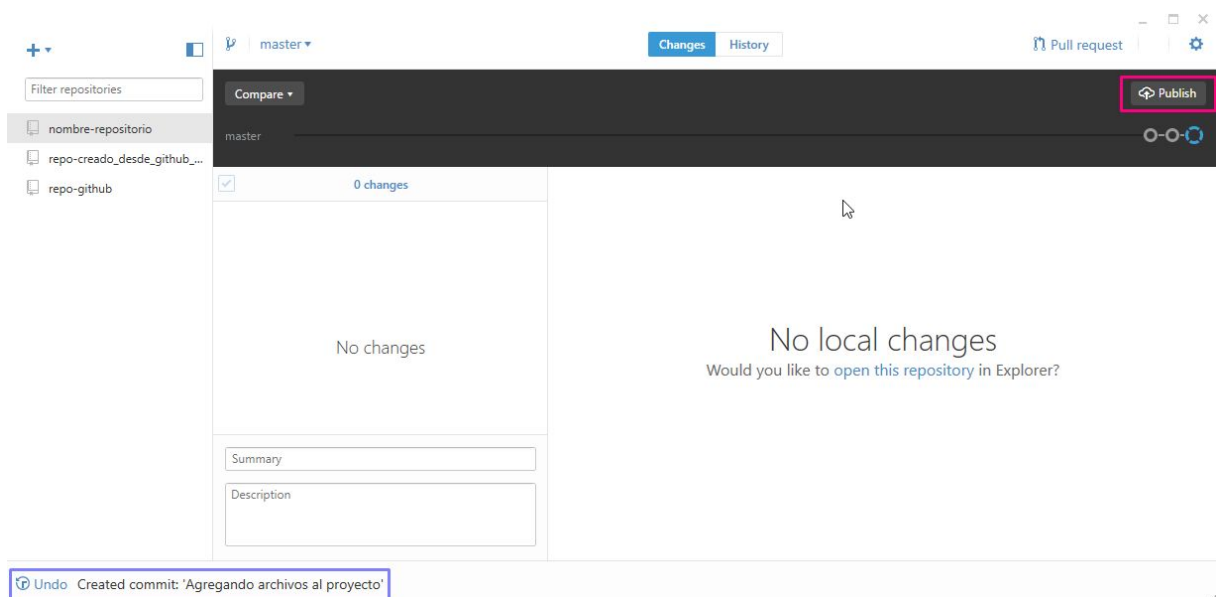 master
Changes
History
Pull request
Filter repositories
Compare
Publish
nombre-repositorio
master
repo-creado_desde_github_...
0 changes
repo-github
No changes
No local changes
Would you like to open this repository in Explorer?
Summary
Description
Undo Created commit: 'Agregando archivos al proyecto'